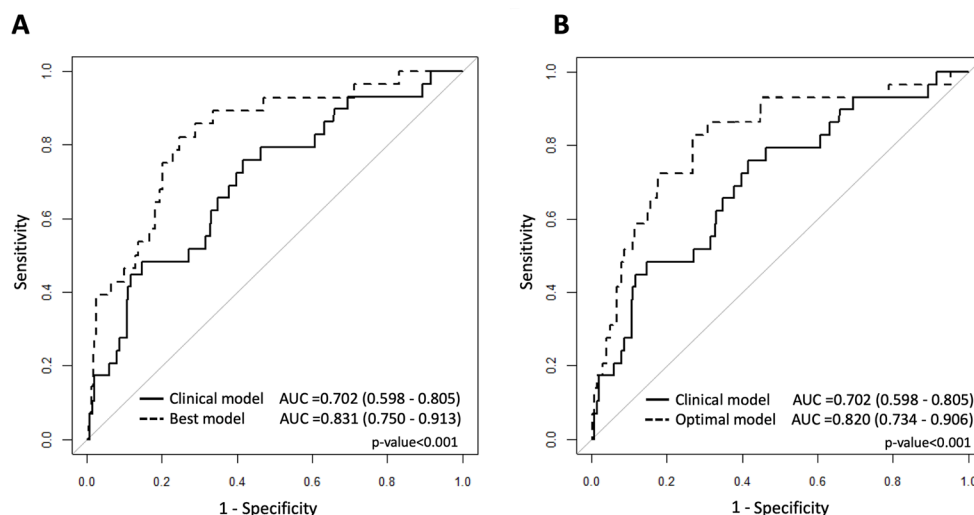 A
1.0
0.8
0.6
0.4
0.2
0.0
Sensitivity
Clinical model AUC =0.702 (0.598 - 0.805)
Best model AUC =0.831 (0.750 - 0.913)
p-value<0.001
0.0 0.2 0.4 0.6 0.8 1.0
1 - Specificity
B
1.0
0.8
0.6
0.4
0.2
0.0
Sensitivity
Clinical model AUC =0.702 (0.598 - 0.805)
Optimal model AUC =0.820 (0.734 - 0.906)
p-value<0.001
0.0 0.2 0.4 0.6 0.8 1.0
1 - Specificity